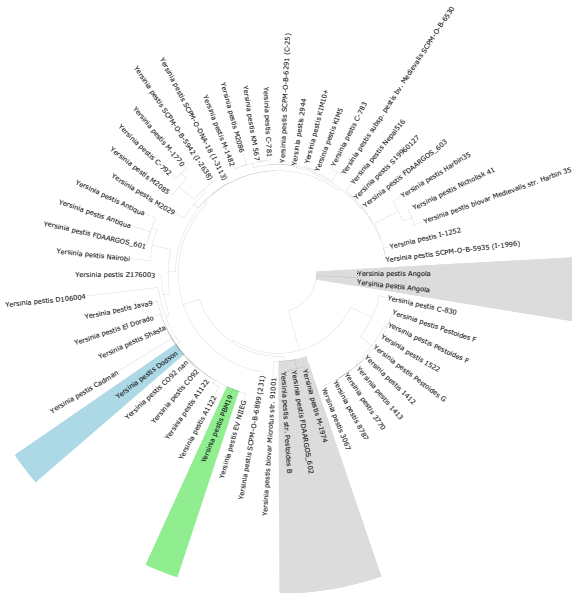 Yersinia pestis SCPM-O-B-6291 (C-25)
Yersinia pestis 2944
Yersinia pestis KIM10+
Yersinia pestis KIM5
Yersinia pestis C-783
Yersinia pestis subsp. pestis bv. Medievalis SCPM-O-B-6530
Yersinia pestis Nepal516
Yersinia pestis S19960127
Yersinia pestis FDAARGOS_603
Yersinia pestis Harbin35
Yersinia pestis Nicholisk 41
Yersinia pestis biovar Medievalis str. Harbin 35
Yersinia pestis I-1252
Yersinia pestis SCPM-O-B-5935 (I-1996)
Yersinia pestis Angola
Yersinia pestis Angola
Yersinia pestis C-830
Yersinia pestis Pestoides F
Yersinia pestis Pestoides F
Yersinia pestis 1522
Yersinia pestis Pestoides G
Yersinia pestis 1412
Yersinia pestis 1413
Yersinia pestis 3770
Yersinia pestis 8787
Yersinia pestis 3067
Yersinia pestis M-1974
Yersinia pestis FDAARGOS_602
Yersinia pestis str. Pestoides B
Yersinia pestis biovar Microtus str. 91001
Yersinia pestis SCPM-O-B-6899 (231)
Yersinia pestis EV NIIEG
Yersinia pestis PBM19
Yersinia pestis A1122
Yersinia pestis A1122
Yersinia pestis CO92
Yersinia pestis CO92 nan
Yersinia pestis Dodson
Yersinia pestis Cadman
Yersinia pestis Shasta
Yersinia pestis El Dorado
Yersinia pestis Java9
Yersinia pestis D106004
Yersinia pestis Z176003
Yersinia pestis Nairobi
Yersinia pestis FDAARGOS_601
Yersinia pestis Antiqua
Yersinia pestis Antiqua
Yersinia pestis M2029
Yersinia pestis M2085
Yersinia pestis C-792
Yersinia pestis M-1770
Yersinia pestis SCPM-O-B-5942 (I-2638)
Yersinia pestis SCPM-O-DNA-18 (I-3113)
Yersinia pestis M-1482
Yersinia pestis M2086
Yersinia pestis KM 567
Yersinia pestis C-781